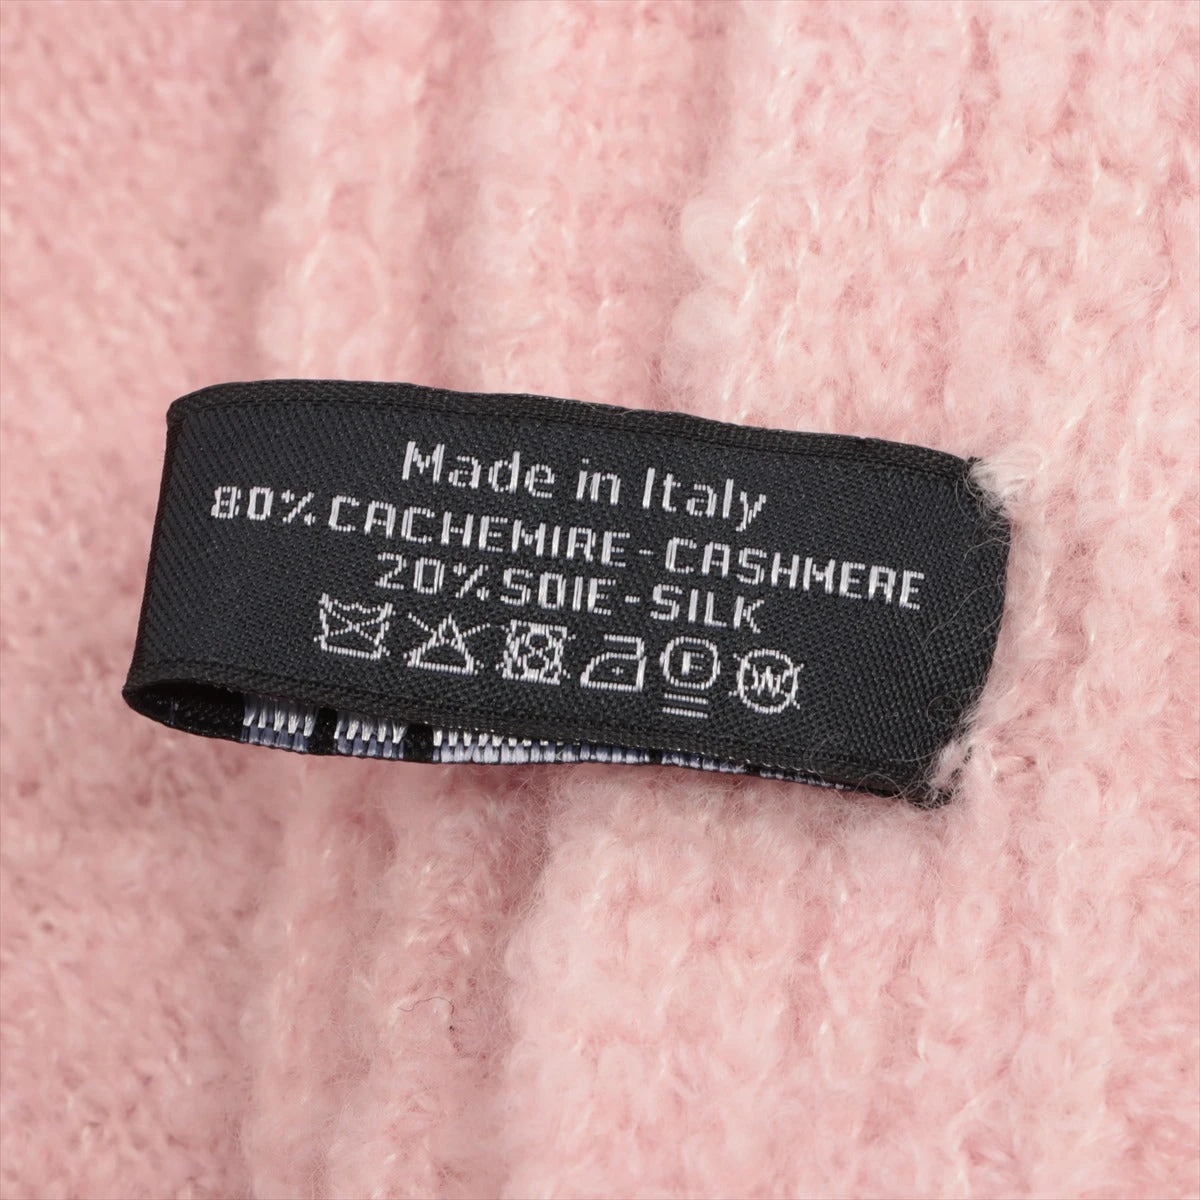 Made in Italy
80% CACHEMIRE - CASHMERE
20% SOIE - SILK
F W